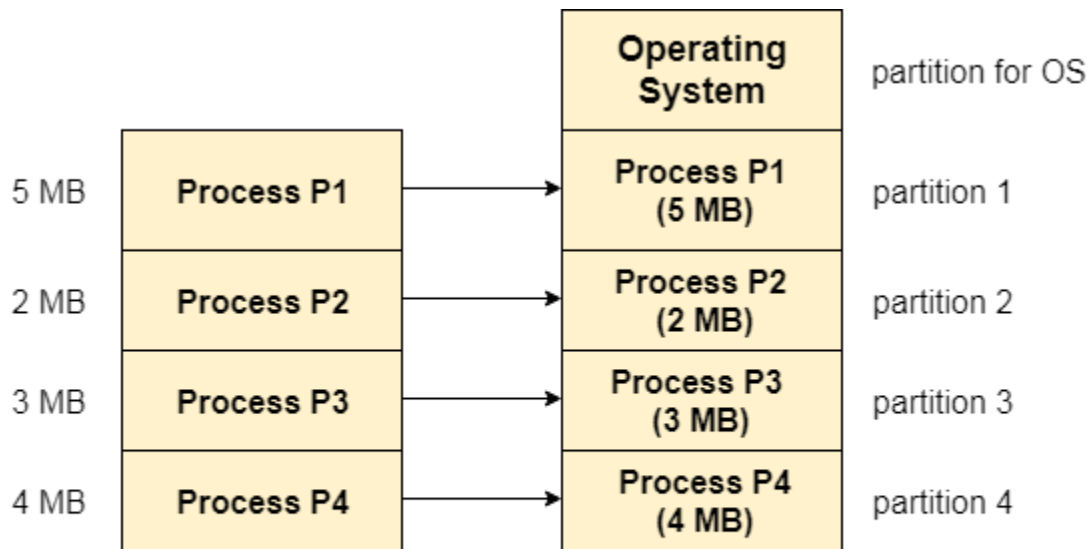 Operating
System
partition for OS
5 MB
Process P1
Process P1
(5 MB)
partition 1
2 MB
Process P2
Process P2
(2 MB)
partition 2
3 MB
Process P3
Process P3
(3 MB)
partition 3
4 MB
Process P4
Process P4
(4 MB)
partition 4